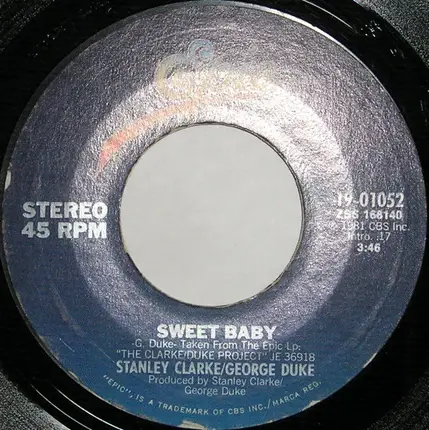 Epic
STEREO
45 RPM
19-01052
ZSS 166140
℗ 1981 CBS Inc.
Intro. 17
3:46
SWEET BABY
-G. Duke- Taken From The Epic Lp:
"THE CLARKE/DUKE PROJECT" JE 36918
STANLEY CLARKE/GEORGE DUKE
Produced by Stanley Clarke/
George Duke
"EPIC", IS A TRADEMARK OF CBS INC./MARCA REG.